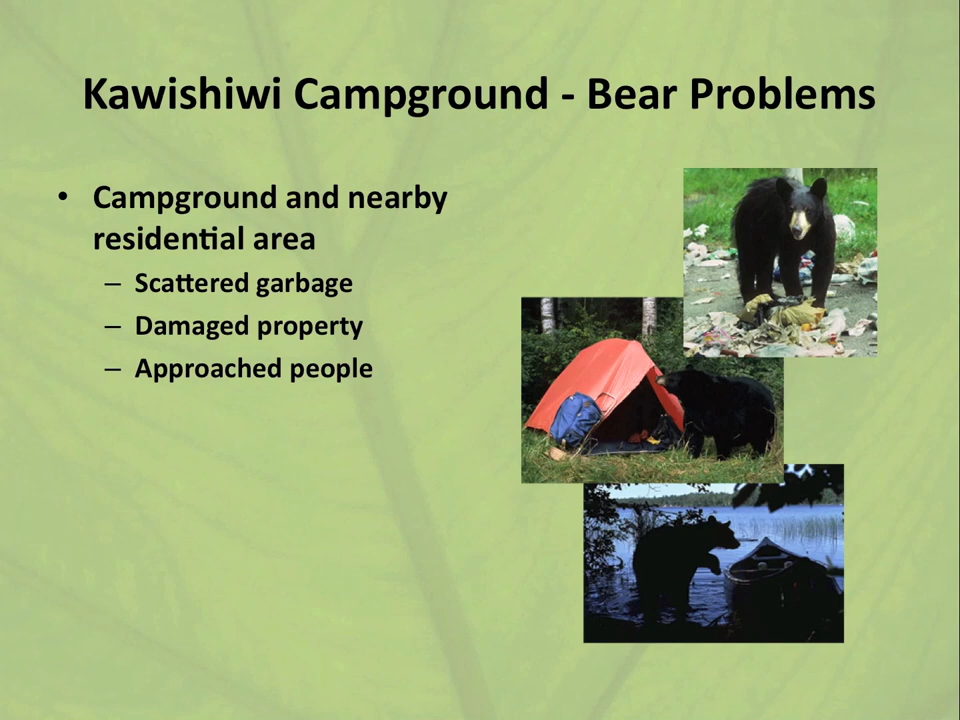 Kawishiwi Campground - Bear Problems
• Campground and nearby
residential area
– Scattered garbage
– Damaged property
– Approached people